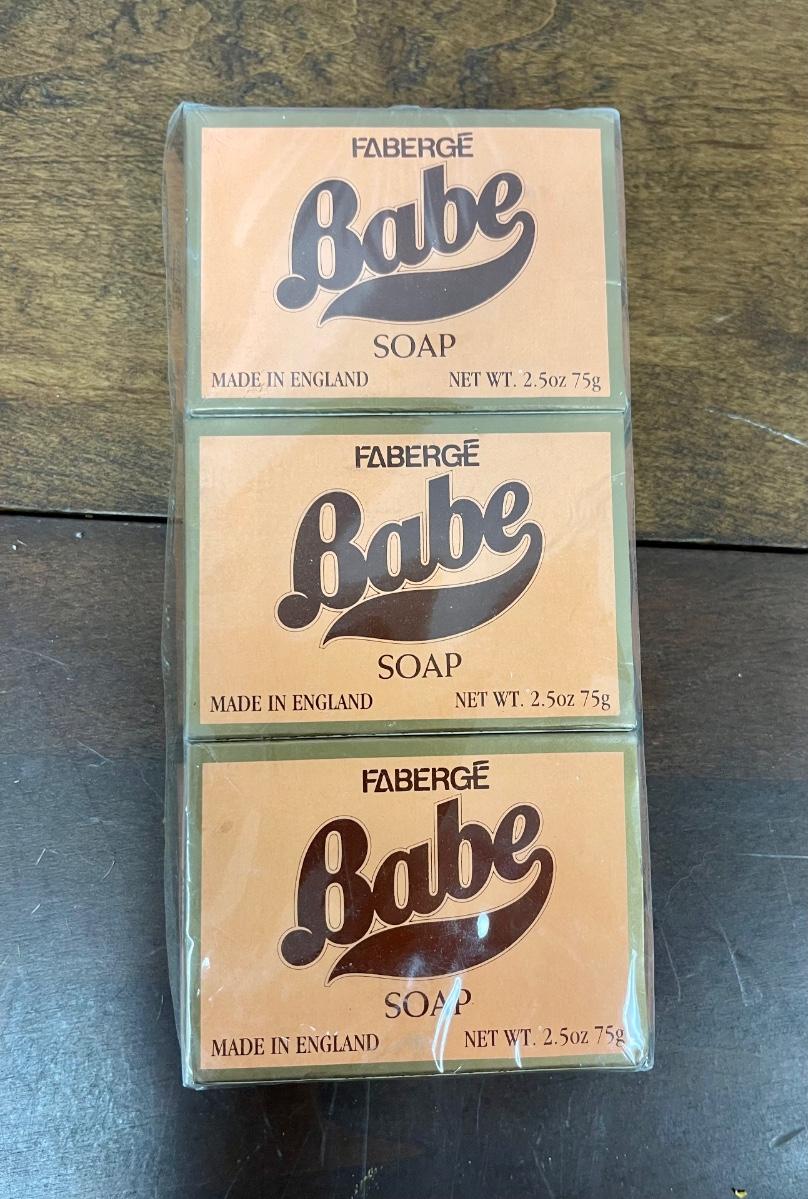 FABERGÉ
Babe
SOAP
MADE IN ENGLAND NET WT. 2.5oz 75g
FABERGÉ
Babe
SOAP
MADE IN ENGLAND NET WT. 2.5oz 75g
FABERGÉ
Babe
SOAP
MADE IN ENGLAND NET WT. 2.5oz 75g